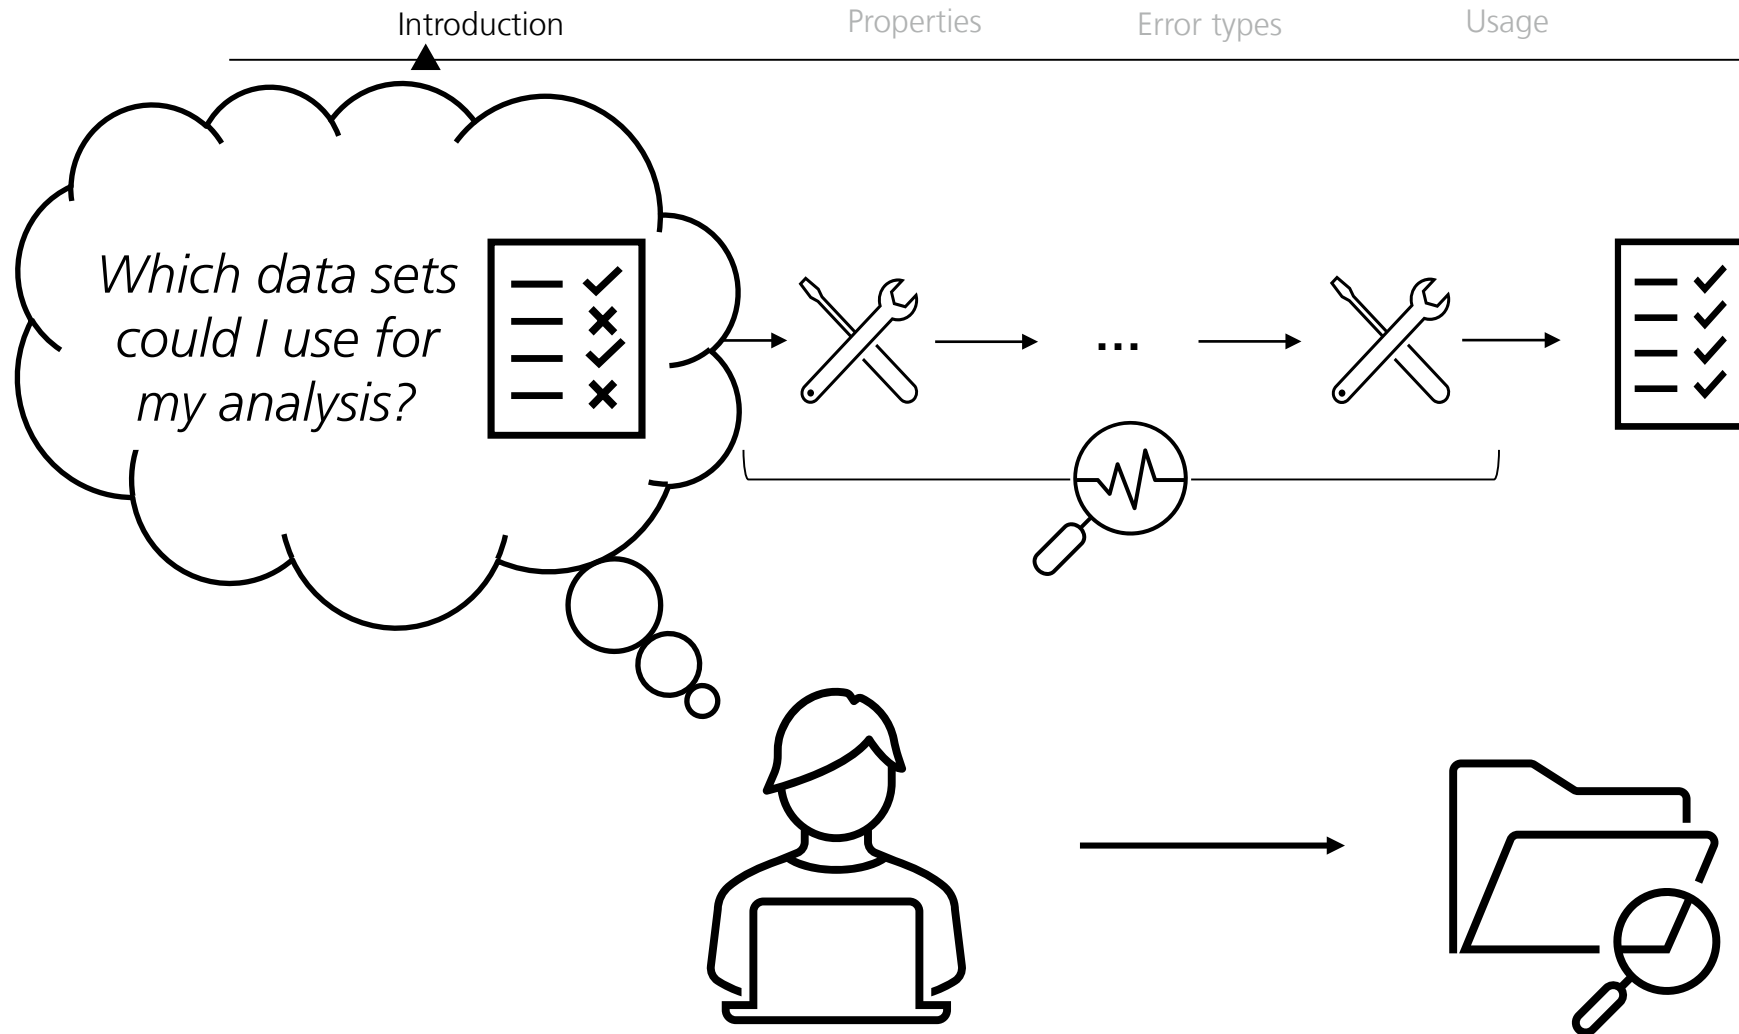 Introduction Properties Error types Usage
Which data sets
could I use for
my analysis?
...